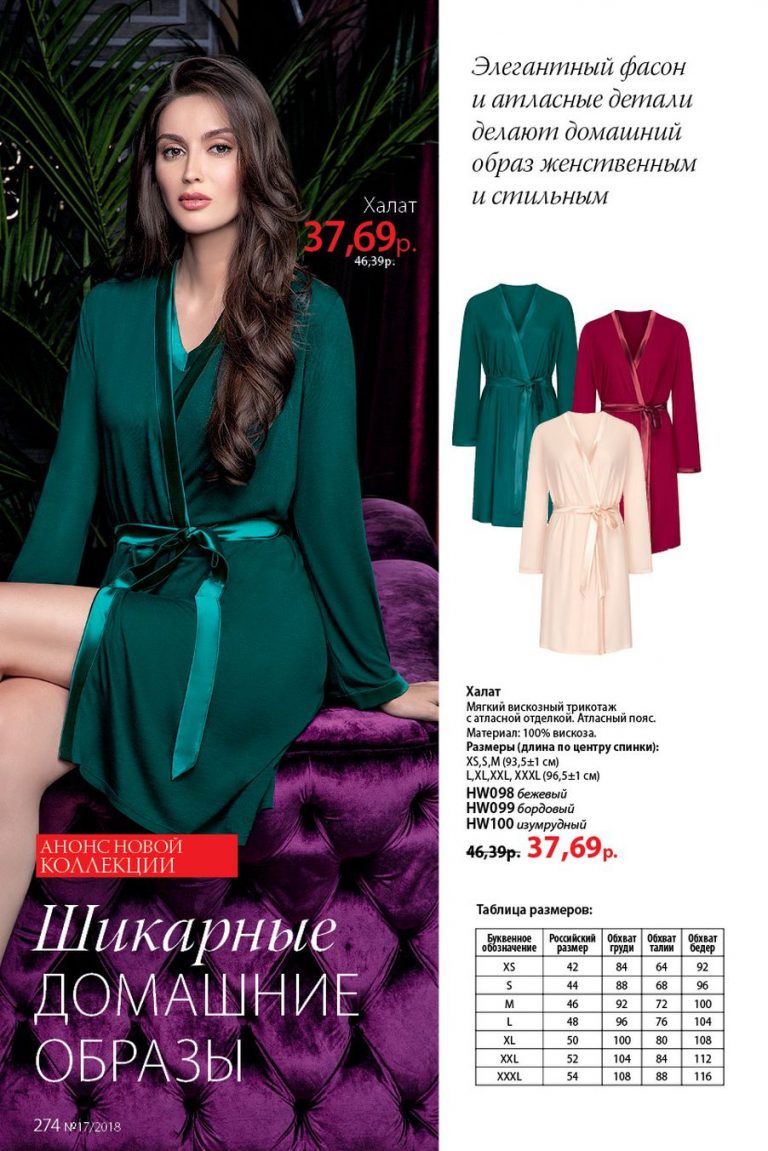 Элегантный фасон
и атласные детали
делают домашний
образ женственным
и стильным
Халат
37,69р.
46,39р.
Халат
Мягкий вискозный трикотаж
с атласной отделкой. Атласный пояс.
Материал: 100% вискоза.
Размеры (длина по центру спинки):
XS,S,M (93,5±1 см)
L,XL,XXL, XXXL (96,5±1 см)
HW098 бежевый
HW099 бордовый
HW100 изумрудный
46,39р. 37,69р.
АНОНС НОВОЙ
КОЛЛЕКЦИИ
Шикарные
ДОМАШНИЕ
ОБРАЗЫ
Таблица размеров:
Буквенное обозначение Российский размер Обхват груди Обхват талии Обхват бедер
XS 42 84 64 92
S 44 88 68 96
M 46 92 72 100
L 48 96 76 104
XL 50 100 80 108
XXL 52 104 84 112
XXXL 54 108 88 116
274 №17/2018